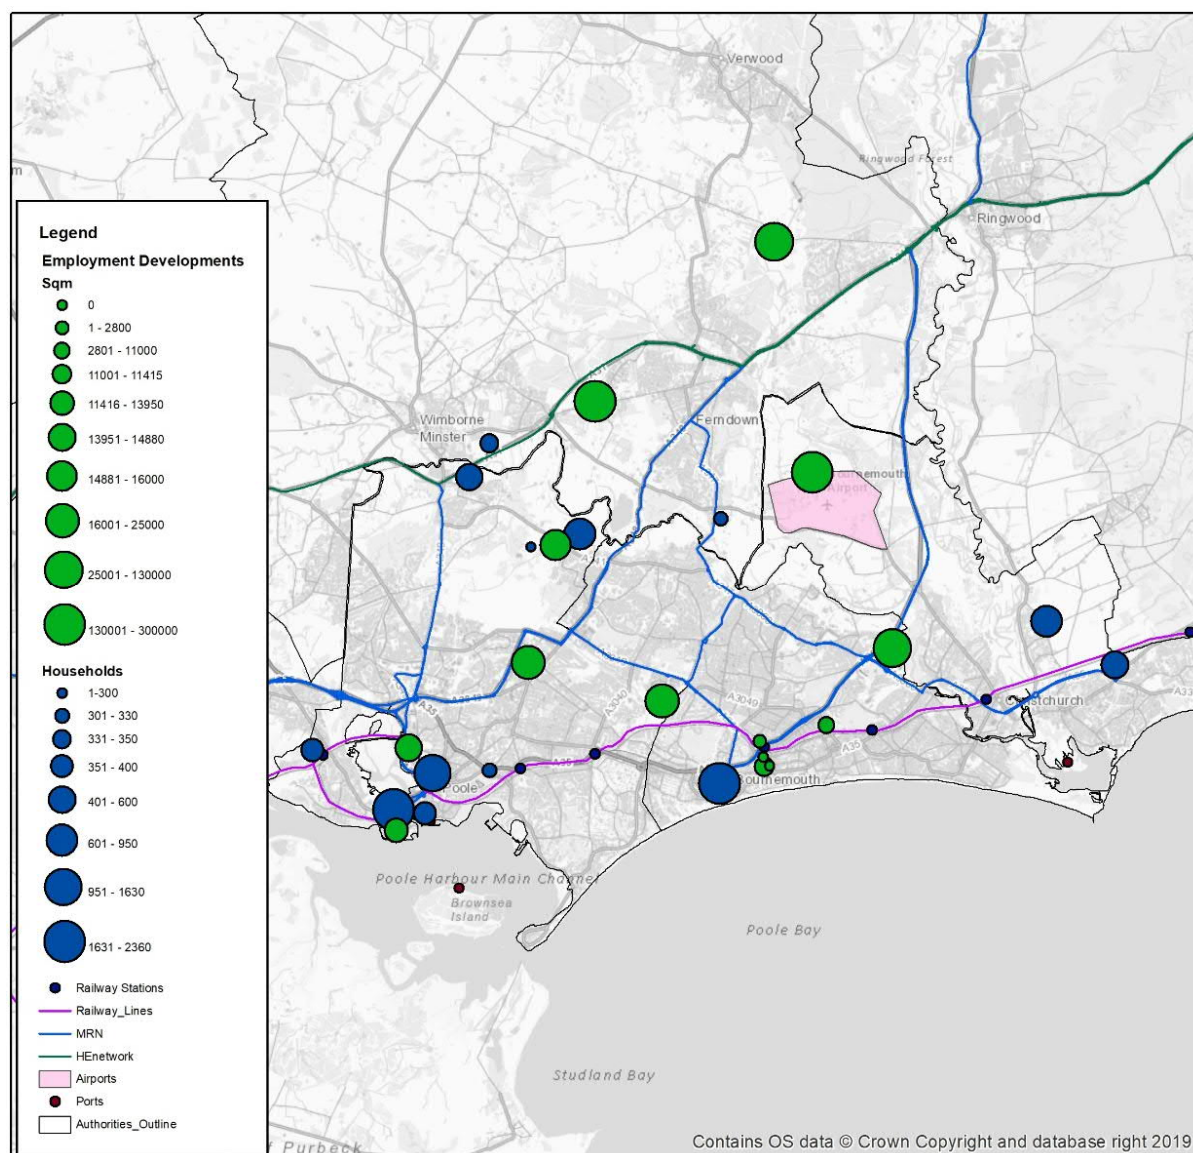 Verwood
Ringwood Forest
Ringwood
Legend
Employment Developments
Sqm
0
1 - 2800
2801 - 11000
11001 - 11415
11416 - 13950
13951 - 14880
14881 - 16000
16001 - 25000
25001 - 130000
130001 - 300000
Households
1-300
301 - 330
331 - 350
351 - 400
401 - 600
601 - 950
951 - 1630
1631 - 2360
Railway Stations
Railway_Lines
MRN
HEnetwork
Airports
Ports
Authorities_Outline
Wimborne
Minster
Ferndown
Airport
A3040
A3049
A35
A35
A35
Christchurch
Poole
Bournemouth
Poole Harbour Main Channel
Brownsea
Island
Poole Bay
Studland Bay
Purbeck
Contains OS data © Crown Copyright and database right 2019